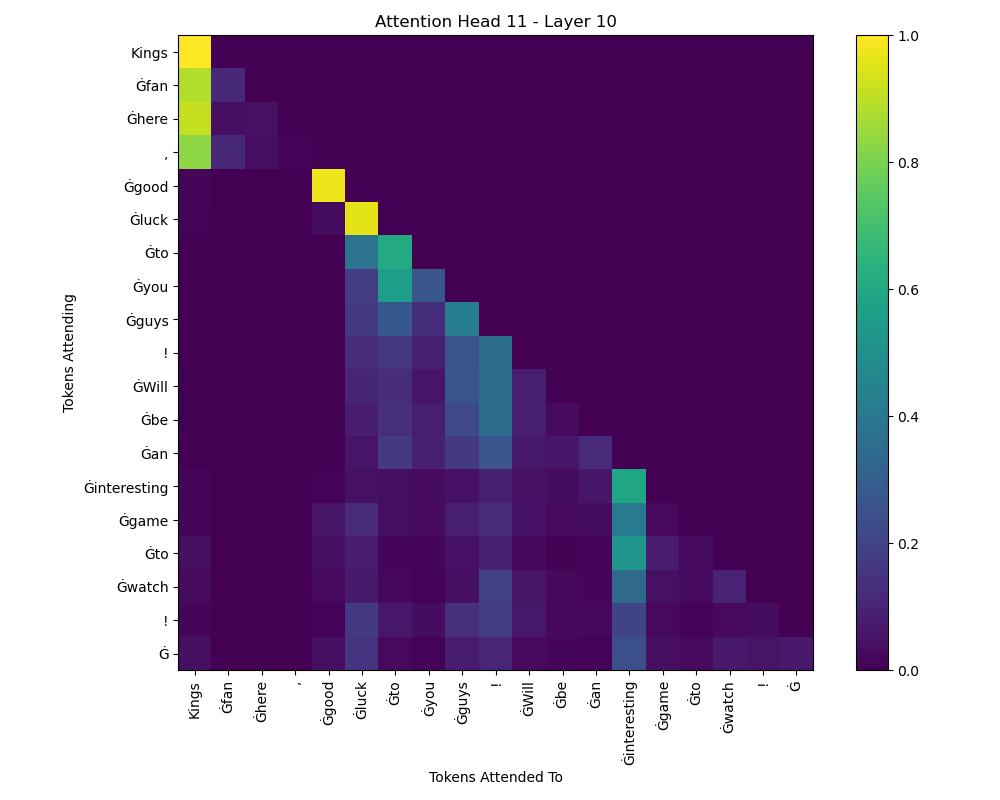 Attention Head 11 - Layer 10
Kings
Ġfan
Ġhere
,
Ġgood
Ġluck
Ġto
Ġyou
Ġguys
!
ĠWill
Ġbe
Ġan
Ġinteresting
Ġgame
Ġto
Ġwatch
!
Ġ
Tokens Attending
Kings
Ġfan
Ġhere
,
Ġgood
Ġluck
Ġto
Ġyou
Ġguys
!
ĠWill
Ġbe
Ġan
Ġinteresting
Ġgame
Ġto
Ġwatch
!
Ġ
Tokens Attended To
1.0
0.8
0.6
0.4
0.2
0.0